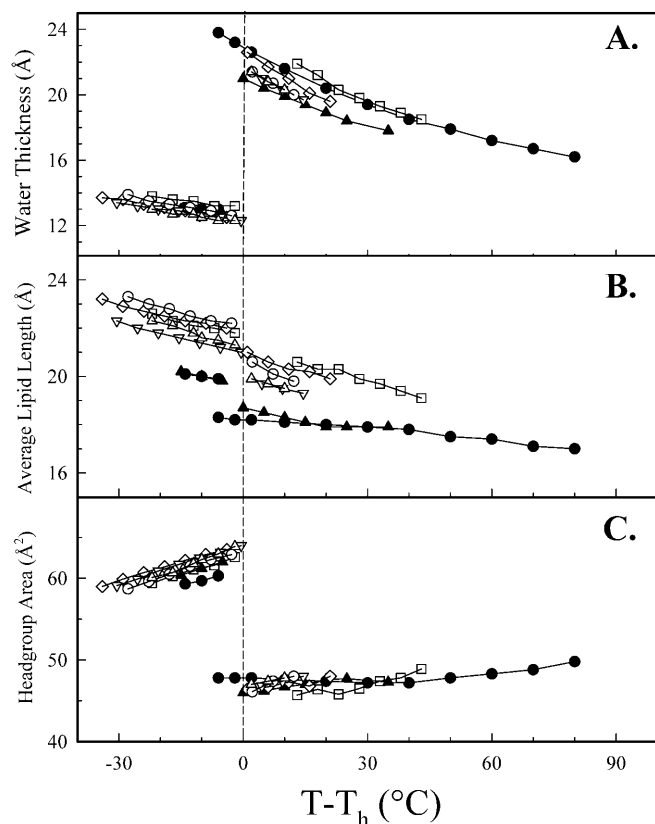 A.
Water Thickness (Å)
24
20
16
12
B.
Average Lipid Length (Å)
24
20
16
C.
Headgroup Area (Å²)
60
50
40
-30 0 30 60 90
T-Tₕ (°C)